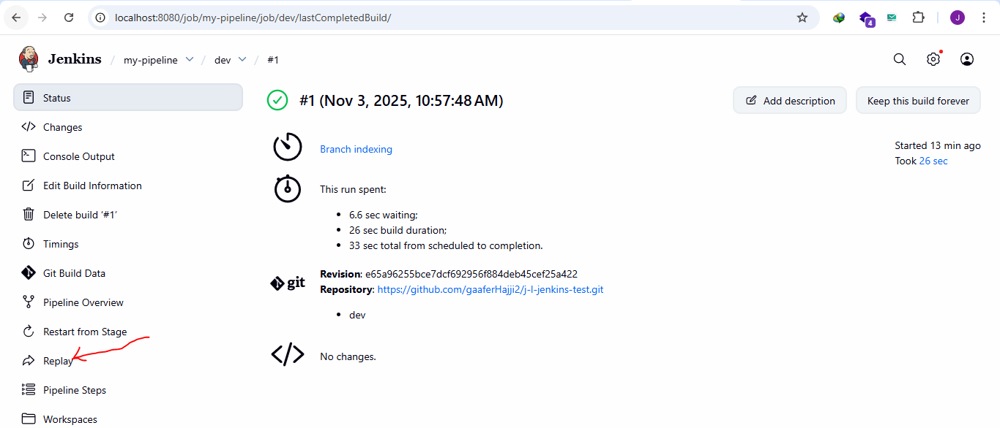 localhost:8080/job/my-pipeline/job/dev/lastCompletedBuild/
4
J
Jenkins / my-pipeline / dev / #1
Status
Changes
Console Output
Edit Build Information
Delete build ‘#1’
Timings
Git Build Data
Pipeline Overview
Restart from Stage
Replay
Pipeline Steps
Workspaces
#1 (Nov 3, 2025, 10:57:48 AM)
Add description
Keep this build forever
Branch indexing
Started 13 min ago
Took 26 sec
This run spent:
• 6.6 sec waiting;
• 26 sec build duration;
• 33 sec total from scheduled to completion.
git
Revision: e65a96255bce7dcf692956f884deb45cef25a422
Repository: https://github.com/gaaferHajji2/j-l-jenkins-test.git
• dev
No changes.